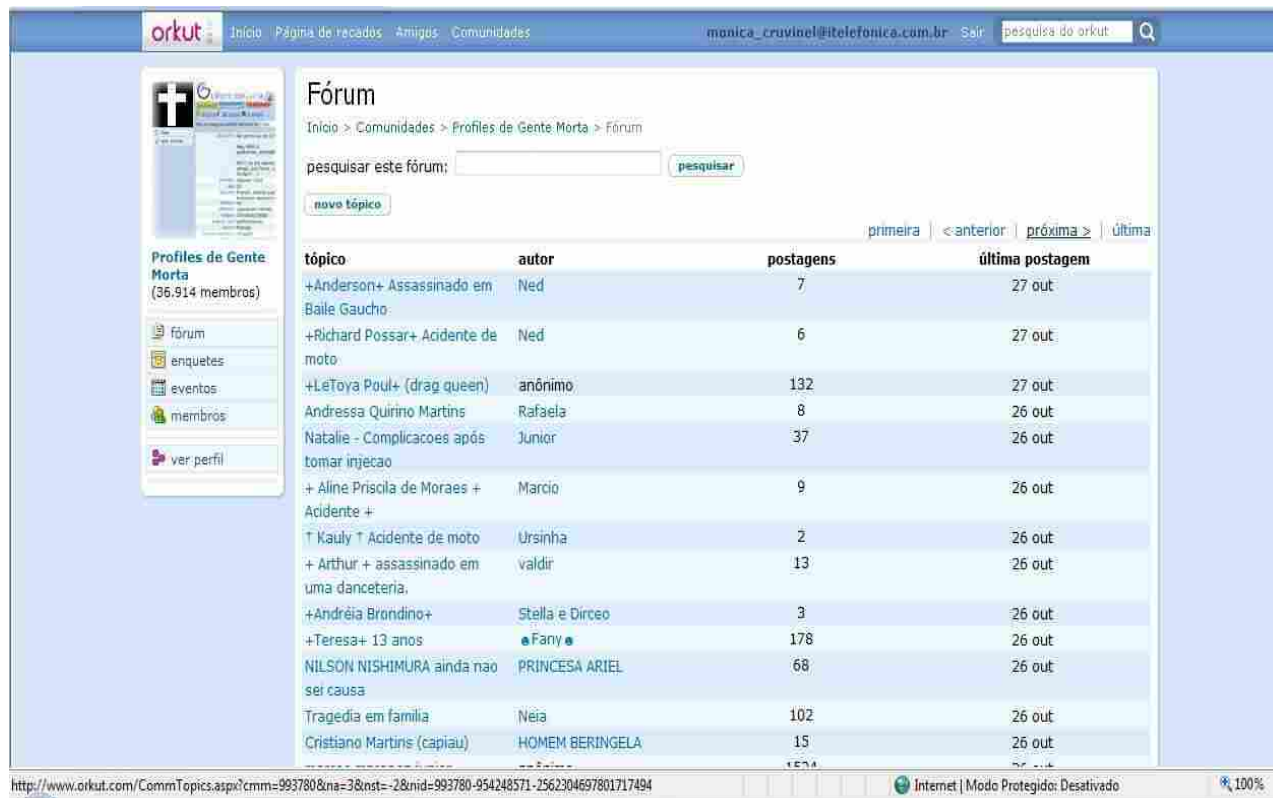 orkut Início Página de recados Amigos Comunidades monica_cruvinel@itelefonica.com.br Sair pesquisa do orkut
Fórum
Início > Comunidades > Profiles de Gente Morta > Fórum
pesquisar este fórum: pesquisar
novo tópico
primeira | < anterior | próxima > | última
Profiles de Gente
Morta
(36.914 membros)
fórum
enquetes
eventos
membros
ver perfil
tópico autor postagens última postagem
+Anderson+ Assassinado em Ned 7 27 out
Baile Gaucho
+Richard Possar+ Acidente de Ned 6 27 out
moto
+LeToya Poul+ (drag queen) anônimo 132 27 out
Andressa Quirino Martins Rafaela 8 26 out
Natalie - Complicacoes após Junior 37 26 out
tomar injecao
+ Aline Priscila de Moraes + Marcio 9 26 out
Acidente +
† Kauly † Acidente de moto Ursinha 2 26 out
+ Arthur + assassinado em valdir 13 26 out
uma danceteria.
+Andréia Brondino+ Stella e Dirceo 3 26 out
+Teresa+ 13 anos ☻Fany☻ 178 26 out
NILSON NISHIMURA ainda nao PRINCESA ARIEL 68 26 out
sei causa
Tragedia em familia Neia 102 26 out
Cristiano Martins (capiau) HOMEM BERINGELA 15 26 out
http://www.orkut.com/CommTopics.aspx?cmm=993780&na=3&nst=-2&nid=993780-954248571-2562304697801717494 Internet | Modo Protegido: Desativado 100%